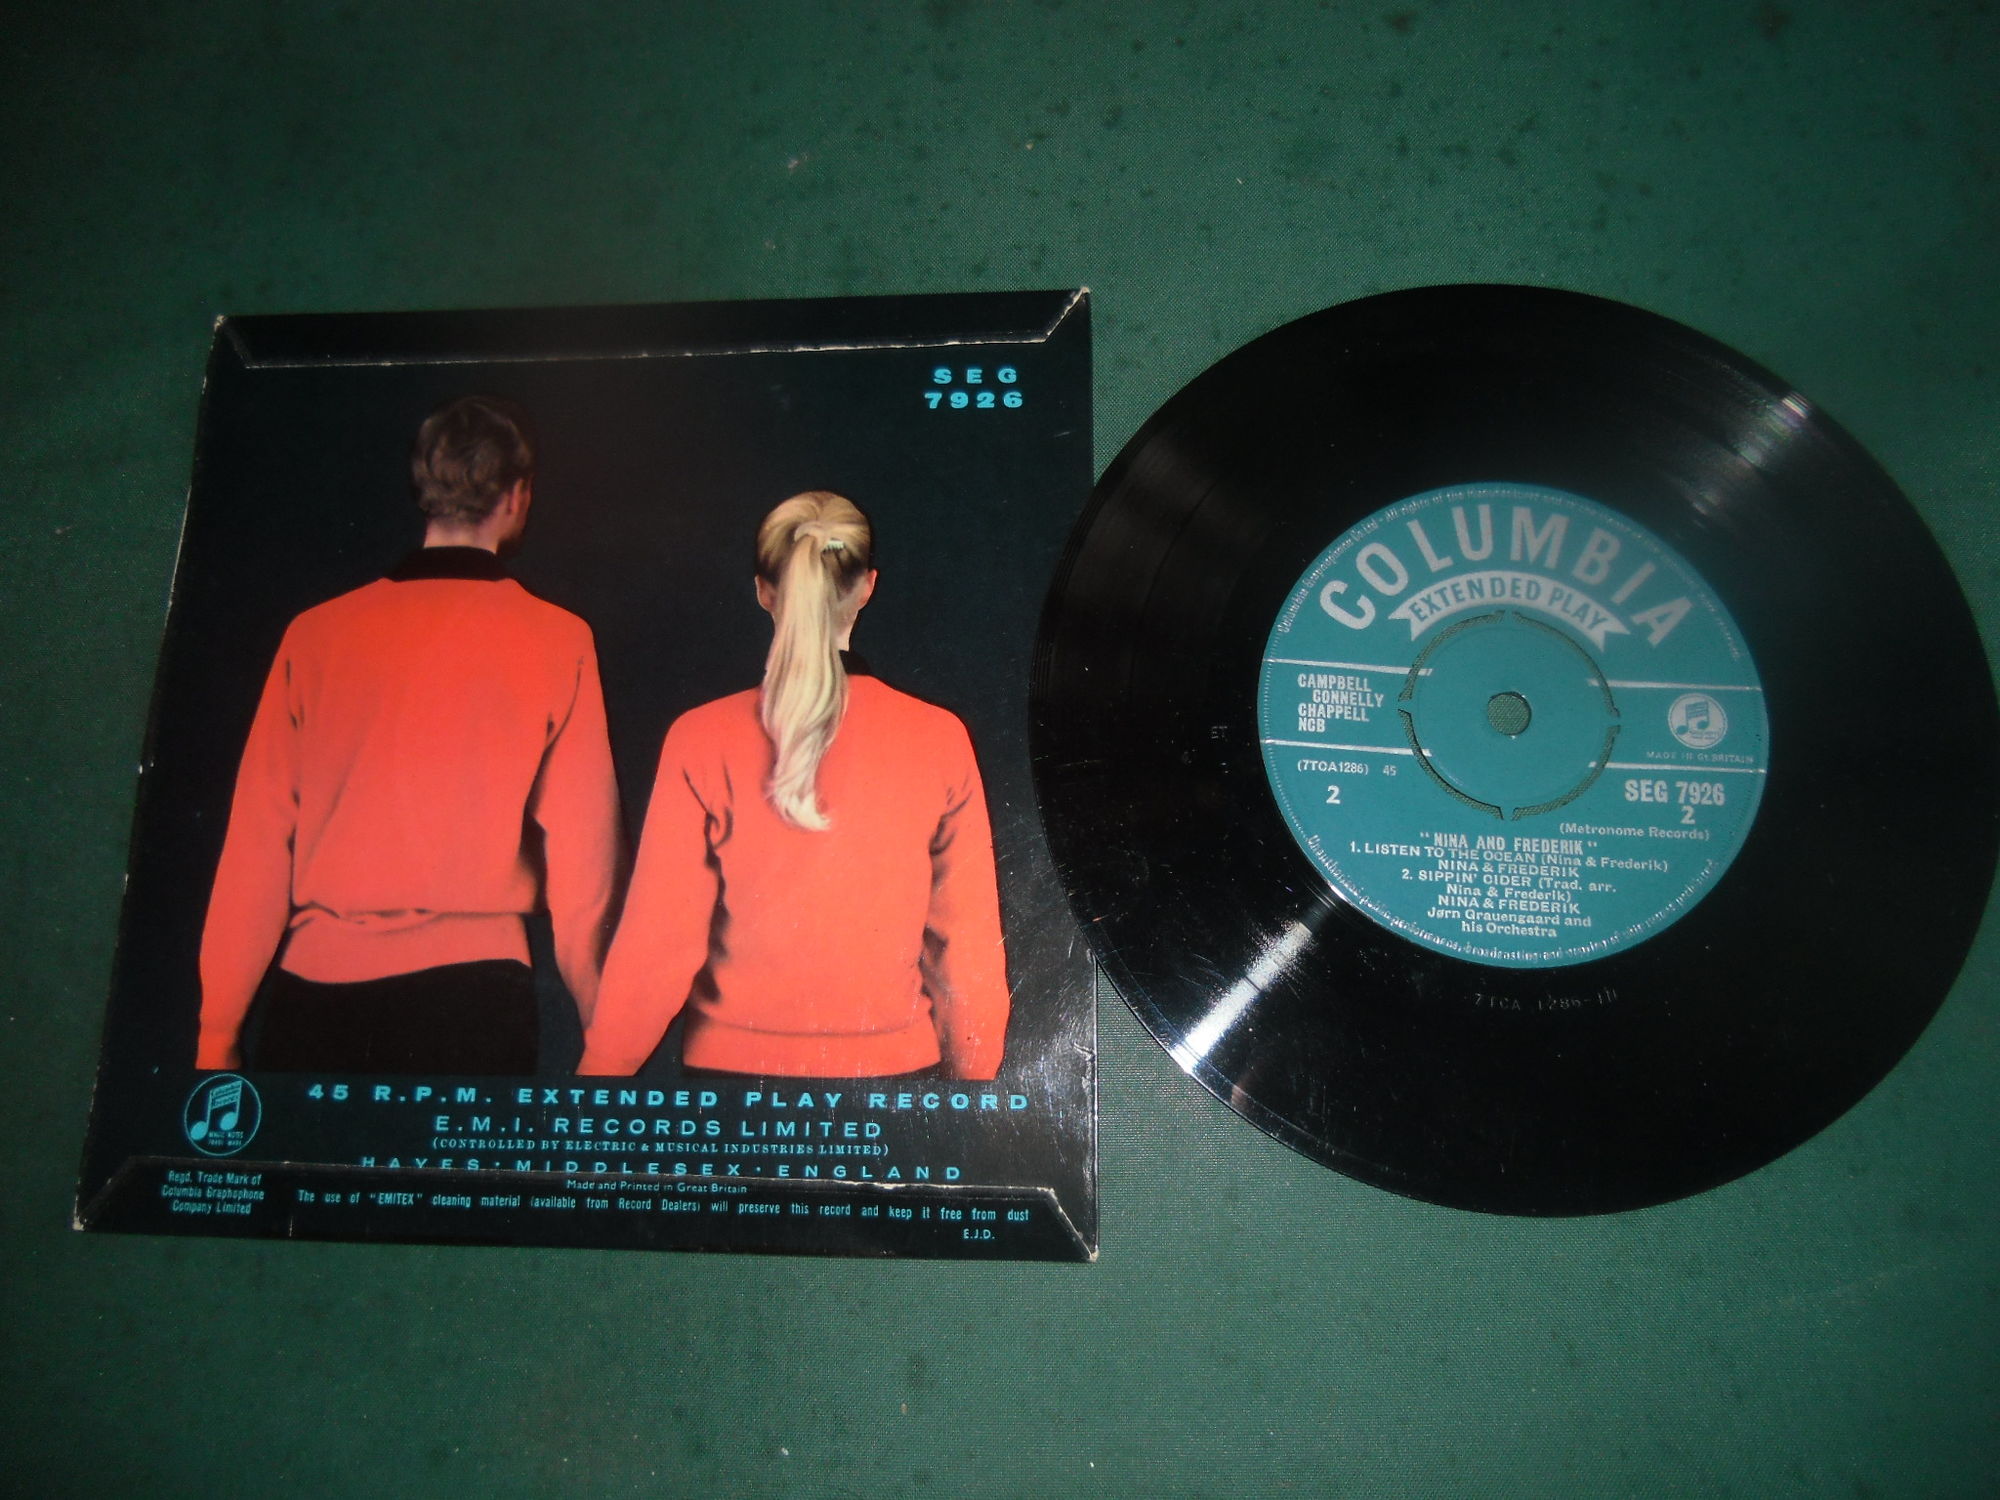 SEG
7926
45 R.P.M. EXTENDED PLAY RECORD
E.M.I. RECORDS LIMITED
(CONTROLLED BY ELECTRIC & MUSICAL INDUSTRIES LIMITED)
HAYES · MIDDLESEX · ENGLAND
Made and Printed in Great Britain
MAGIC NOTES
TRADE MARK
Regd. Trade Mark of
Columbia Graphophone
Company Limited
The use of "EMITEX" cleaning material (available from Record Dealers) will preserve this record and keep it free from dust
E.J.D.
COLUMBIA
EXTENDED PLAY
CAMPBELL
CONNELLY
CHAPPELL
NCB
MADE IN GT. BRITAIN
(7TCA1286) 45
2
SEG 7926
2
(Metronome Records)
"NINA AND FREDERIK"
1. LISTEN TO THE OCEAN (Nina & Frederik)
NINA & FREDERIK
2. SIPPIN' CIDER (Trad. arr.
Nina & Frederik)
NINA & FREDERIK
Jørn Grauengaard and
his Orchestra
7TCA 1286-1